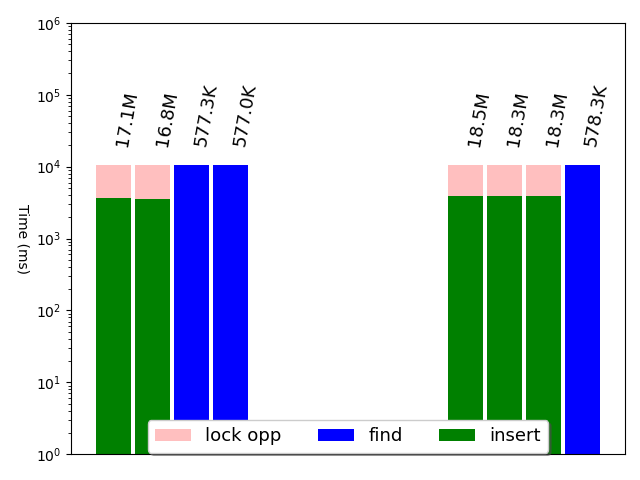 10^6
10^5
10^4
10^3
10^2
10^1
10^0
Time (ms)
17.1M
16.8M
577.3K
577.0K
18.5M
18.3M
18.3M
578.3K
lock opp
find
insert